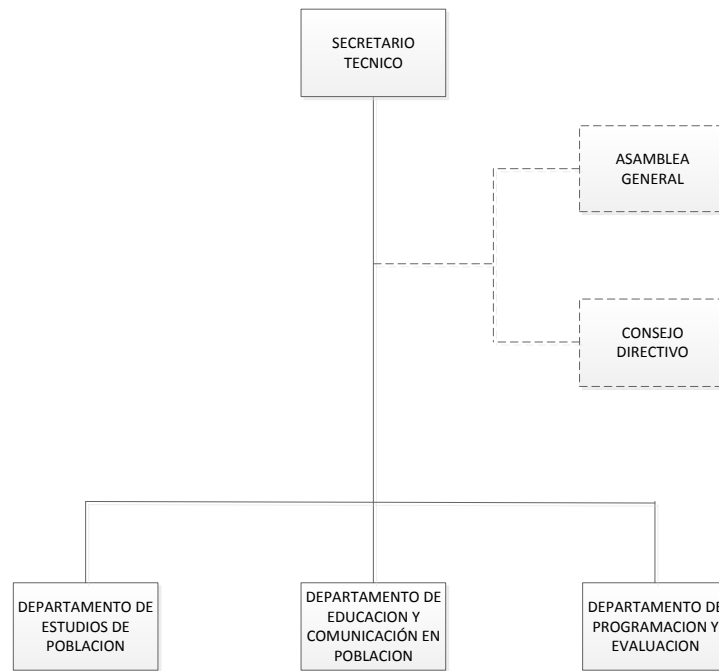 SECRETARIO
TECNICO
ASAMBLEA
GENERAL
CONSEJO
DIRECTIVO
DEPARTAMENTO DE
ESTUDIOS DE
POBLACION
DEPARTAMENTO DE
EDUCACION Y
COMUNICACIÓN EN
POBLACION
DEPARTAMENTO DE
PROGRAMACION Y
EVALUACION